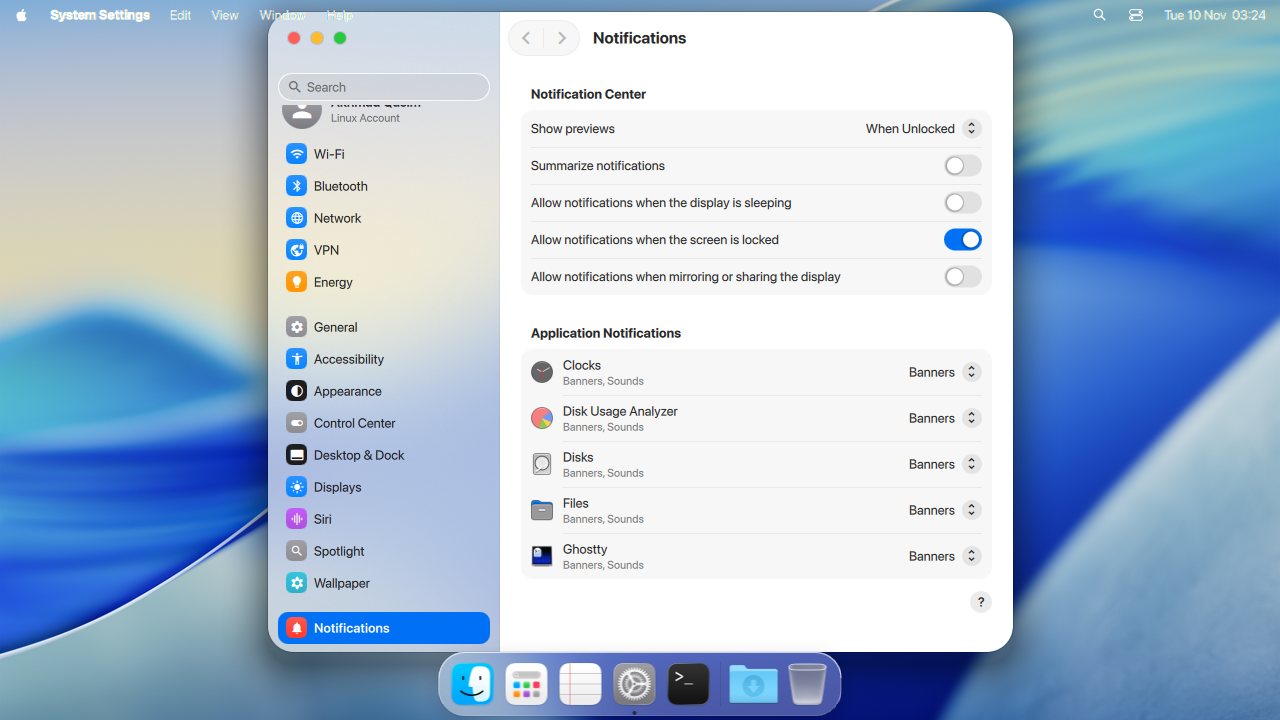 System Settings Edit View Window Help Tue 10 Nov 03:24
Notifications
Search
Linux Account
Wi-Fi
Bluetooth
Network
VPN
Energy
General
Accessibility
Appearance
Control Center
Desktop & Dock
Displays
Siri
Spotlight
Wallpaper
Notifications
Notification Center
Show previews When Unlocked
Summarize notifications
Allow notifications when the display is sleeping
Allow notifications when the screen is locked
Allow notifications when mirroring or sharing the display
Application Notifications
Clocks
Banners, Sounds
Banners
Disk Usage Analyzer
Banners, Sounds
Banners
Disks
Banners, Sounds
Banners
Files
Banners, Sounds
Banners
Ghostty
Banners, Sounds
Banners
?
>_